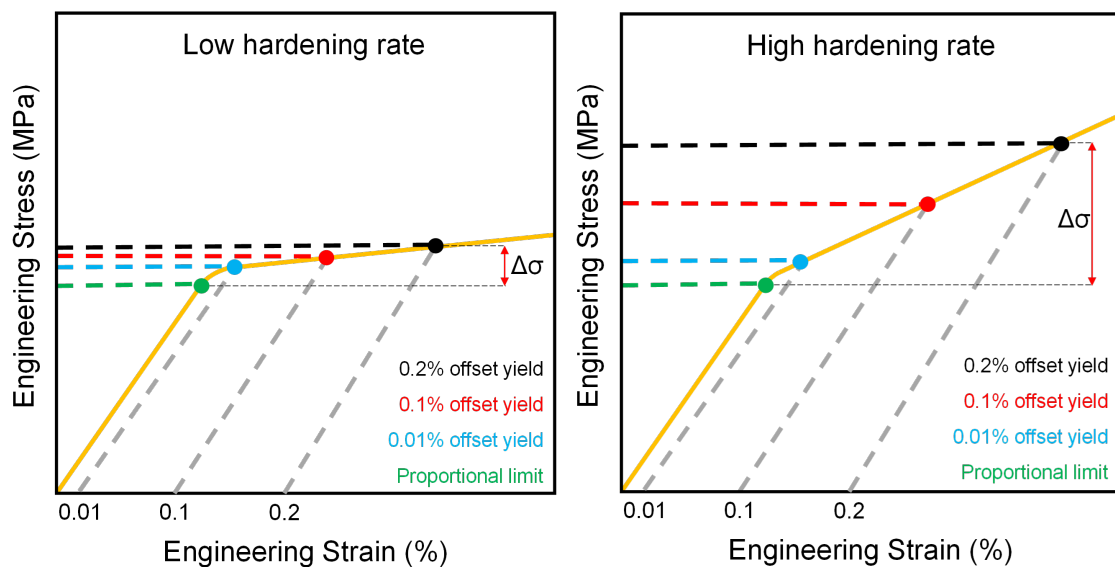 Low hardening rate
Engineering Stress (MPa)
Δσ
0.2% offset yield
0.1% offset yield
0.01% offset yield
Proportional limit
0.01
0.1
0.2
Engineering Strain (%)
High hardening rate
Engineering Stress (MPa)
Δσ
0.2% offset yield
0.1% offset yield
0.01% offset yield
Proportional limit
0.01
0.1
0.2
Engineering Strain (%)